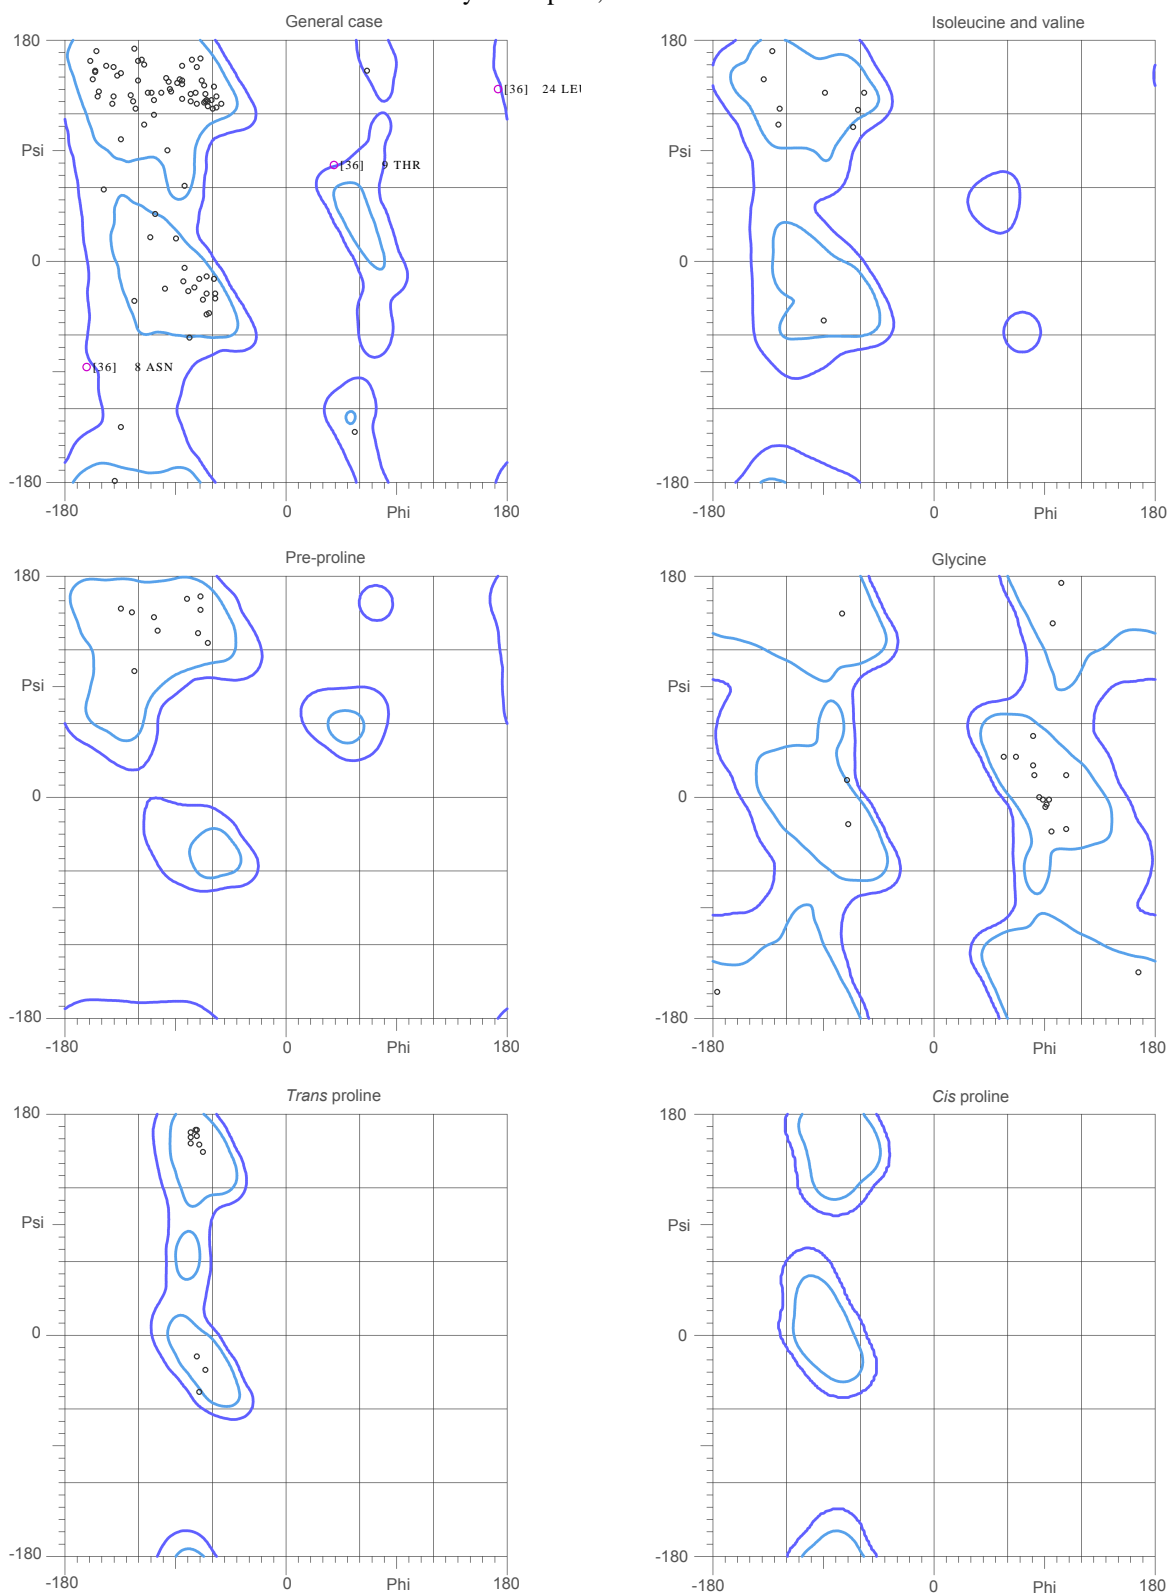 General case
180
Psi
0
-180
-180
0
Phi
180
[36] 24 LEU
[36] 9 THR
[36] 8 ASN
Isoleucine and valine
180
Psi
0
-180
-180
0
Phi
180
Pre-proline
180
Psi
0
-180
-180
0
Phi
180
Glycine
180
Psi
0
-180
-180
0
Phi
180
Trans proline
180
Psi
0
-180
-180
0
Phi
180
Cis proline
180
Psi
0
-180
-180
0
Phi
180